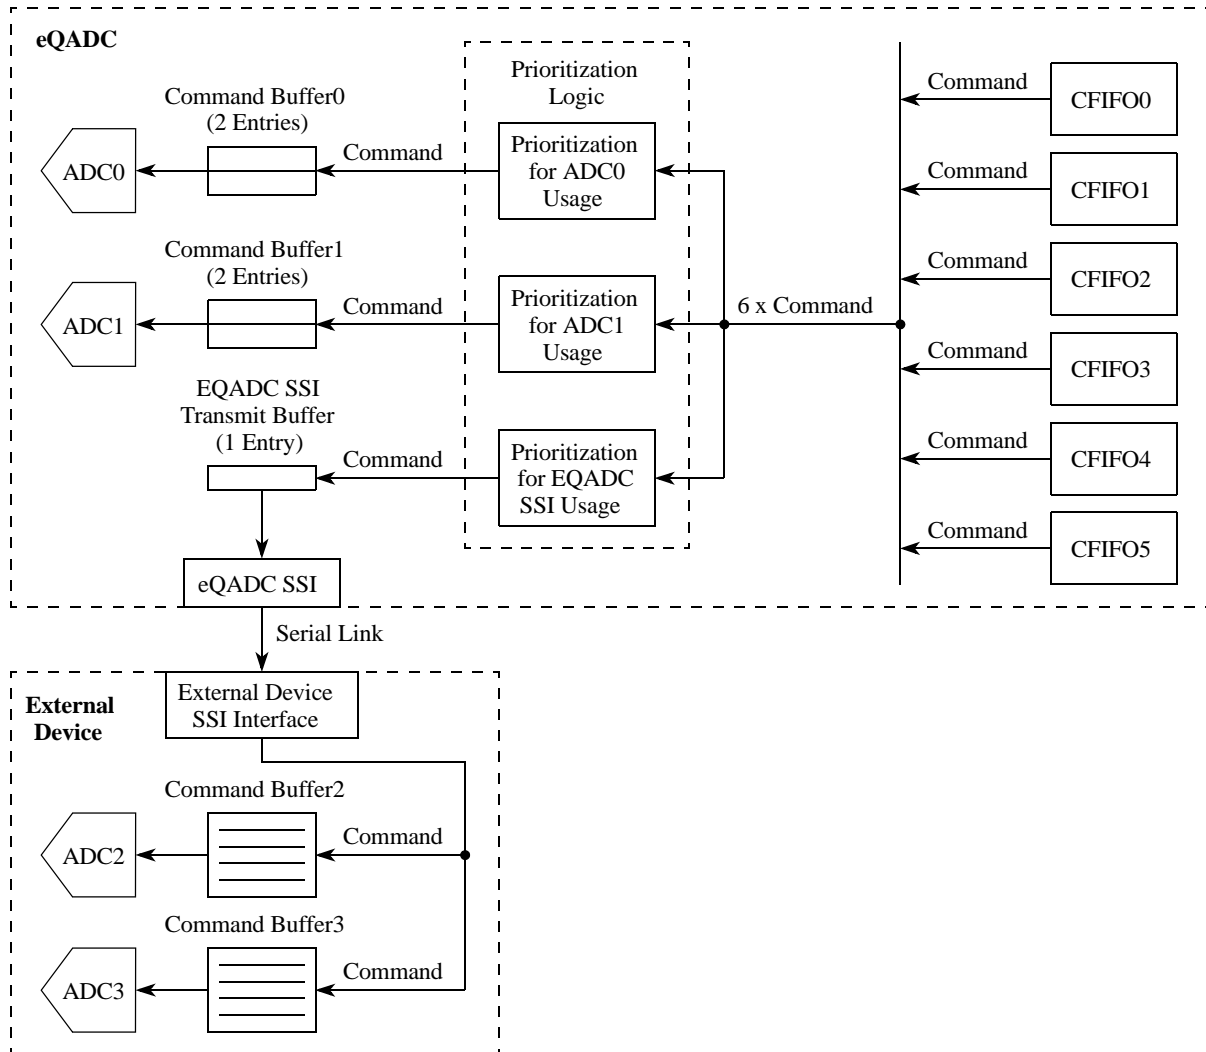 eQADC
Prioritization
Logic
Command Buffer0
(2 Entries)
ADC0
Command
Prioritization
for ADC0
Usage
Command Buffer1
(2 Entries)
ADC1
Command
Prioritization
for ADC1
Usage
6 x Command
EQADC SSI
Transmit Buffer
(1 Entry)
Command
Prioritization
for EQADC
SSI Usage
Command
CFIFO0
Command
CFIFO1
Command
CFIFO2
Command
CFIFO3
Command
CFIFO4
Command
CFIFO5
eQADC SSI
Serial Link
External
Device
External Device
SSI Interface
Command Buffer2
ADC2
Command
Command Buffer3
ADC3
Command